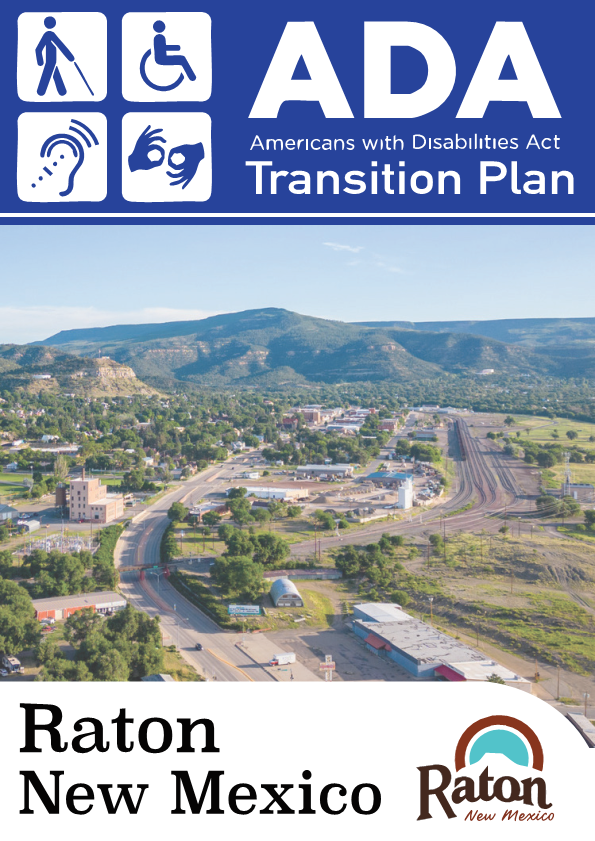 ADA
Americans with Disabilities Act
Transition Plan
Raton
New Mexico
Raton
New Mexico